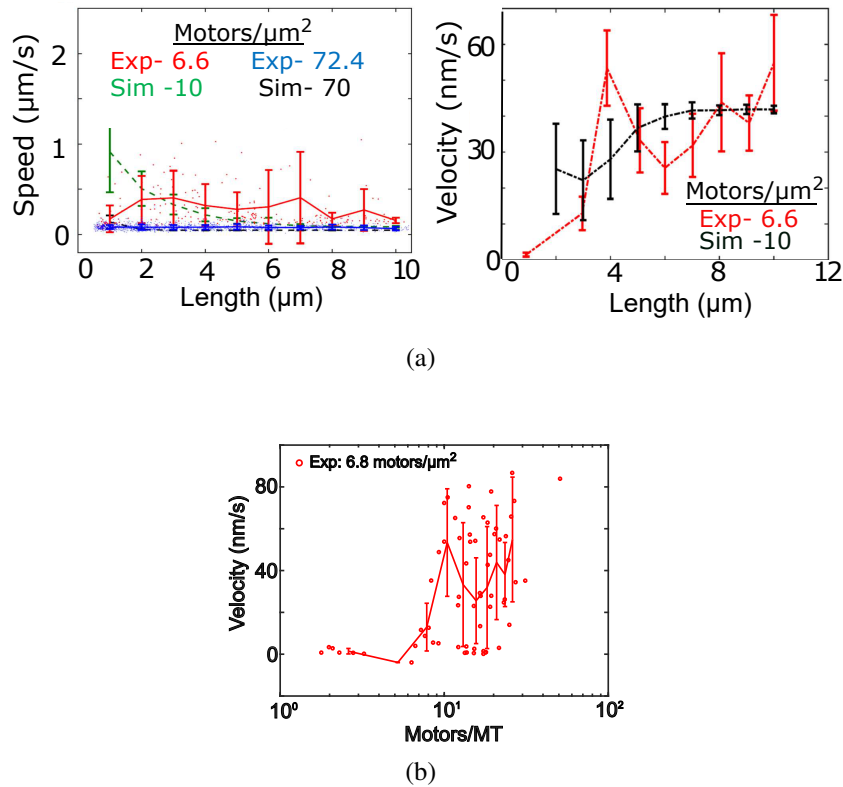 Motors/μm²
Exp- 6.6 Exp- 72.4
Sim -10 Sim- 70
Speed (μm/s)
2
1
0
0 2 4 6 8 10
Length (μm)
Velocity (nm/s)
60
30
0
Motors/μm²
Exp- 6.6
Sim -10
0 4 8 12
Length (μm)
(a)
Exp: 6.8 motors/μm²
Velocity (nm/s)
80
40
0
10⁰ 10¹ 10²
Motors/MT
(b)